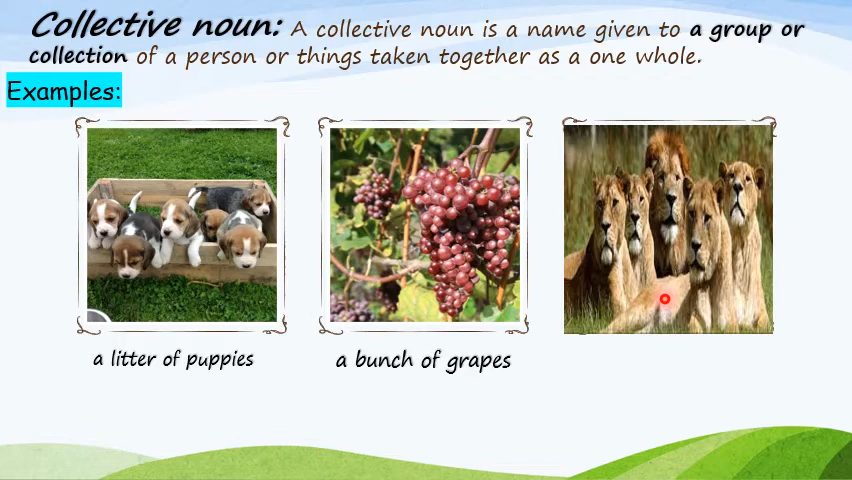 Collective noun: A collective noun is a name given to a group or
collection of a person or things taken together as a one whole.
Examples:
a litter of puppies
a bunch of grapes